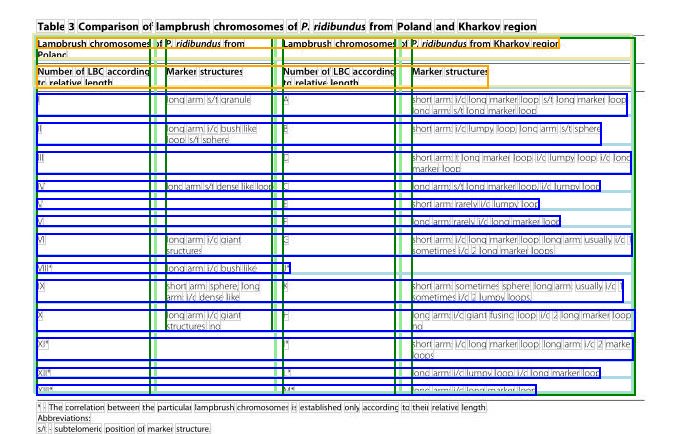 Table 3 Comparison of lampbrush chromosomes of P. ridibundus from Poland and Kharkov region
Lampbrush chromosomes of P. ridibundus from Poland
Lampbrush chromosomes of P. ridibundus from Kharkov region
Number of LBC according to relative length
Marker structures
Number of LBC according to relative length
Marker structures
I
long arm: s/t granule
A
short arm: i/c long marker loop, s/t long marker loop
long arm: s/t long marker loop
II
long arm: i/c bush like
loop, s/t sphere
B
short arm: i/c lumpy loop, long arm: s/t sphere
III
D
short arm: t long marker loop, i/c lumpy loop, i/c long
marker loop
IV
long arm: s/t dense like loop
C
long arm: s/t long marker loop, i/c lumpy loop
V
E
short arm: rarely i/c lumpy loop
VI
F
long arm: rarely i/c long marker loop
long arm: i/c giant
structures
G
short arm: i/c long marker loop, long arm: usually i/c
sometimes i/c 2 long marker loops
VIII*
long arm: i/c bush like
IX
short arm: sphere, long
arm: i/c dense like
K
short arm: sometimes sphere, long arm: usually i/c
sometimes i/c 2 lumpy loops
X
long arm: i/c giant
structures, no
long arm: i/c giant fusing loop, i/c 2 long marker loop
no
XI*
short arm: i/c long marker loop, long arm: i/c 2 marke
loops
XII*
long arm: i/c lumpy loop, i/c long marker loop
XIII*
M*
long arm: i/c long marker loop
* - The correlation between the particular lampbrush chromosomes is established only according to their relative length
Abbreviations:
s/t - subtelomeric position of marker structure.